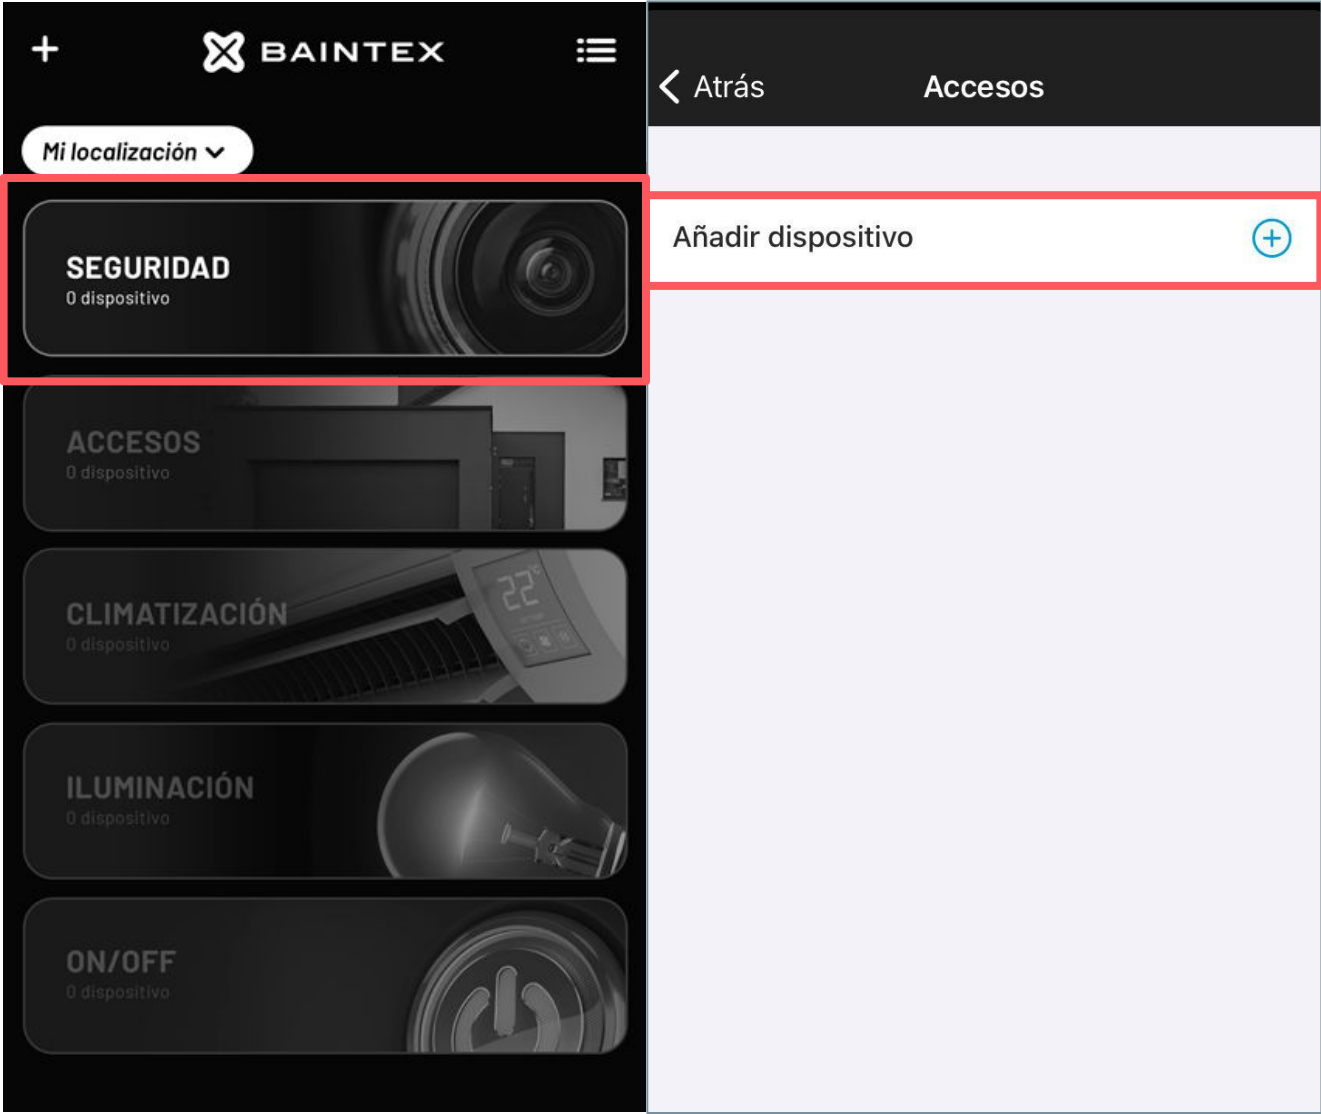 BAINTEX
Mi localización
SEGURIDAD
0 dispositivo
ACCESOS
0 dispositivo
CLIMATIZACIÓN
0 dispositivo
22°C
ILUMINACIÓN
0 dispositivo
ON/OFF
0 dispositivo
Atrás
Accesos
Añadir dispositivo